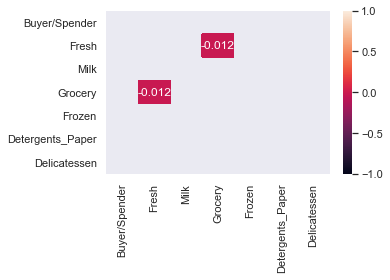 Buyer/Spender
Fresh
Milk
Grocery
Frozen
Detergents_Paper
Delicatessen
-0.012
-0.012
1.0
0.5
0.0
−0.5
−1.0
Buyer/Spender
Fresh
Milk
Grocery
Frozen
Detergents_Paper
Delicatessen